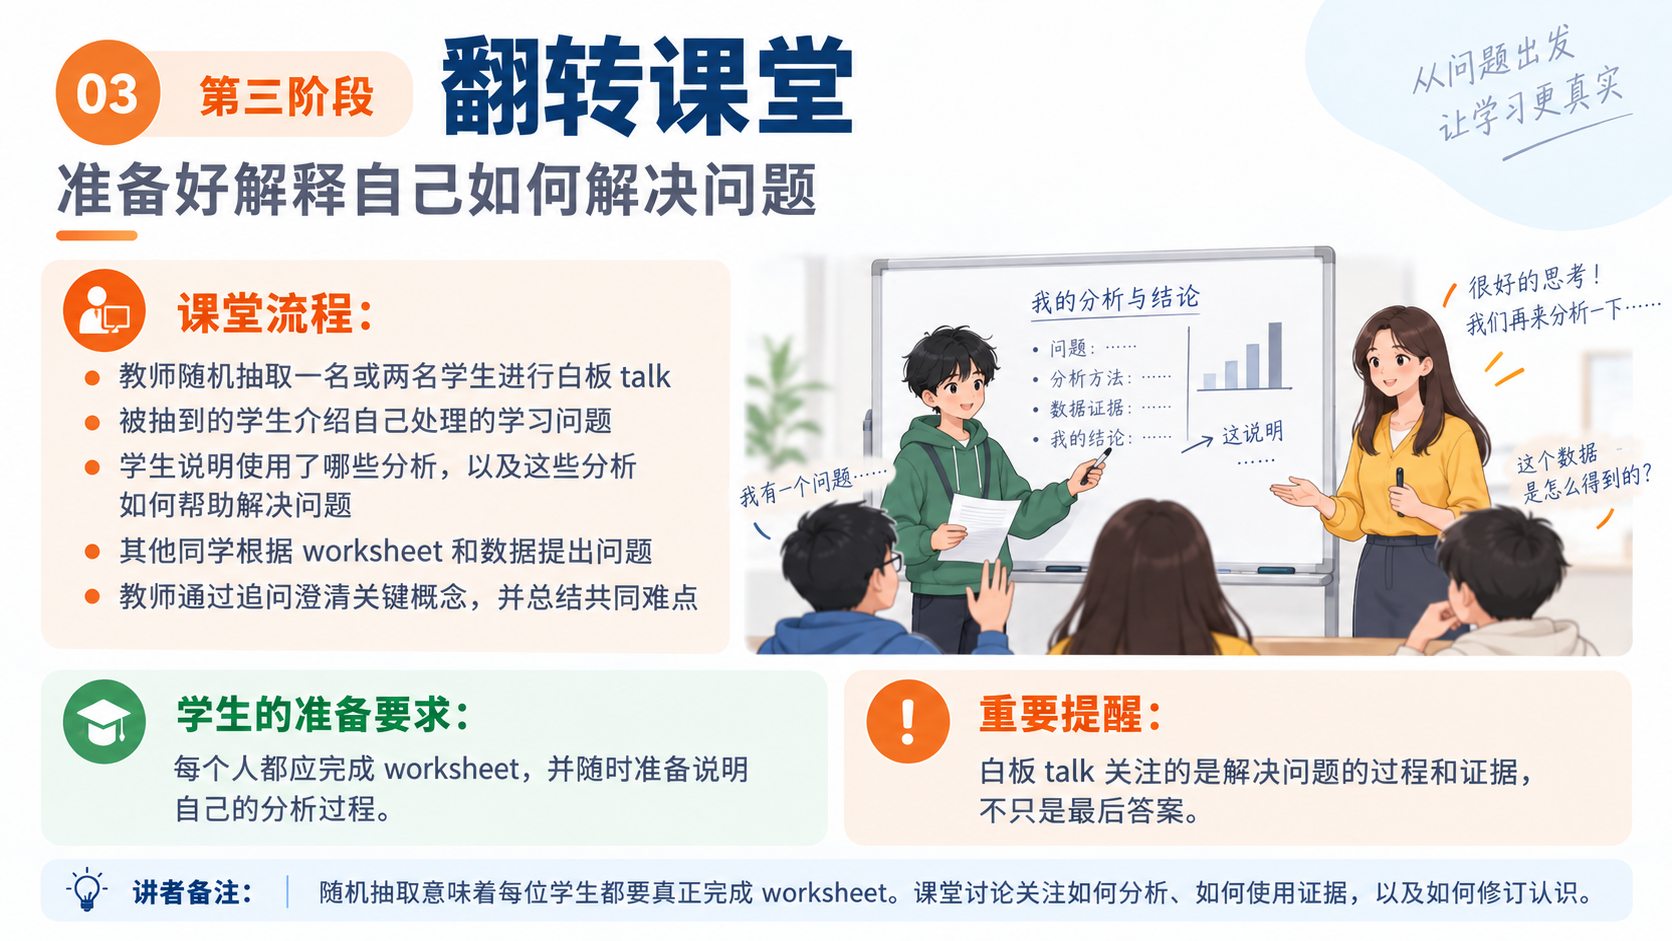 03
第三阶段
翻转课堂
从问题出发
让学习更真实
准备好解释自己如何解决问题
课堂流程：
教师随机抽取一名或两名学生进行白板 talk
被抽到的学生介绍自己处理的学习问题
学生说明使用了哪些分析，以及这些分析
如何帮助解决问题
其他同学根据 worksheet 和数据提出问题
教师通过追问澄清关键概念，并总结共同难点
我的分析与结论
问题：……
分析方法：……
数据证据：……
我的结论：……
这说明
……
很好的思考！
我们再来分析一下……
我有一个问题……
这个数据
是怎么得到的？
学生的准备要求：
每个人都应完成 worksheet，并随时准备说明
自己的分析过程。
重要提醒：
白板 talk 关注的是解决问题的过程和证据，
不只是最后答案。
讲者备注：
随机抽取意味着每位学生都要真正完成 worksheet。课堂讨论关注如何分析、如何使用证据，以及如何修订认识。